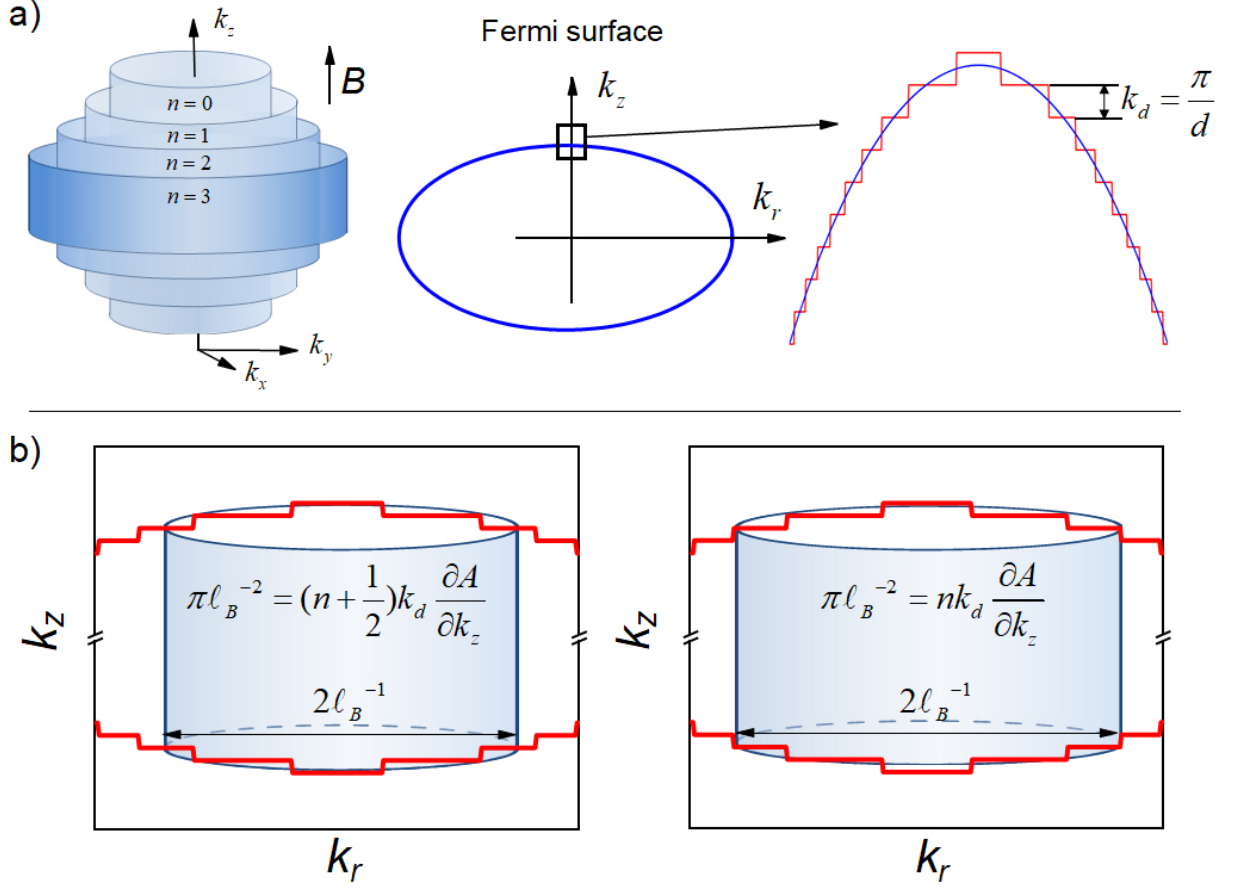 a)
k_z
B
n = 0
n = 1
n = 2
n = 3
k_y
k_x
Fermi surface
k_z
k_r
k_d = π/d
b)
πℓ_B⁻² = (n + 1/2)k_d ∂A/∂k_z
2ℓ_B⁻¹
k_z
k_r
πℓ_B⁻² = nk_d ∂A/∂k_z
2ℓ_B⁻¹
k_z
k_r